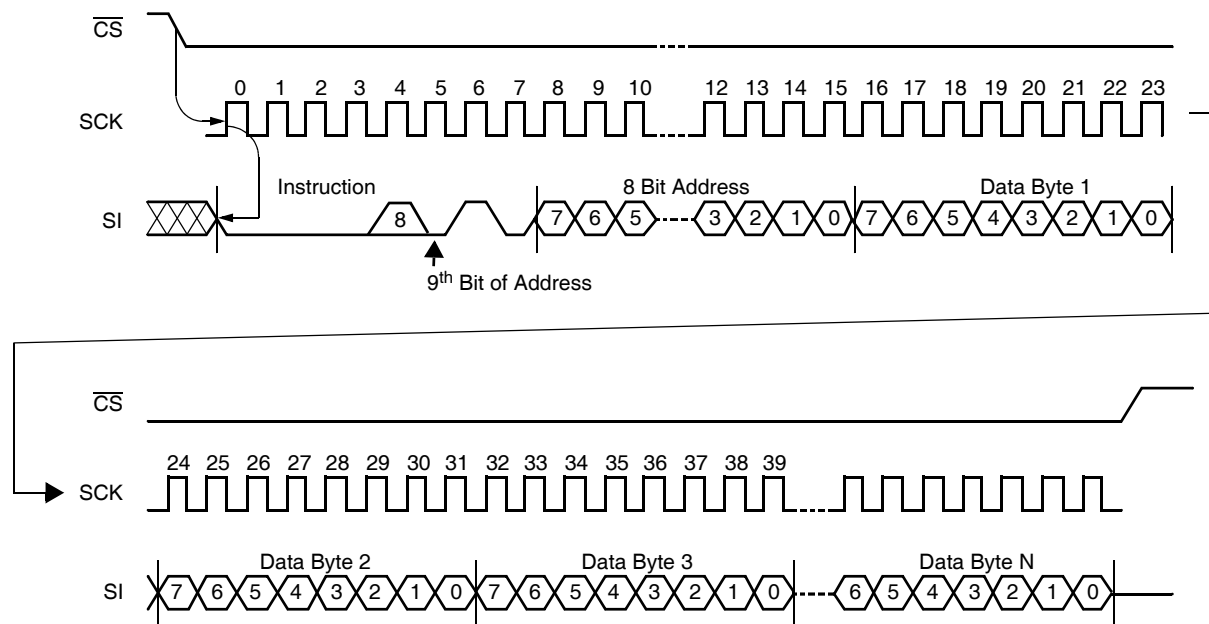 CS
0 1 2 3 4 5 6 7 8 9 10 12 13 14 15 16 17 18 19 20 21 22 23
SCK
Instruction 8 Bit Address Data Byte 1
SI 8 7 6 5 3 2 1 0 7 6 5 4 3 2 1 0
9th Bit of Address
CS
24 25 26 27 28 29 30 31 32 33 34 35 36 37 38 39
SCK
Data Byte 2 Data Byte 3 Data Byte N
SI 7 6 5 4 3 2 1 0 7 6 5 4 3 2 1 0 6 5 4 3 2 1 0